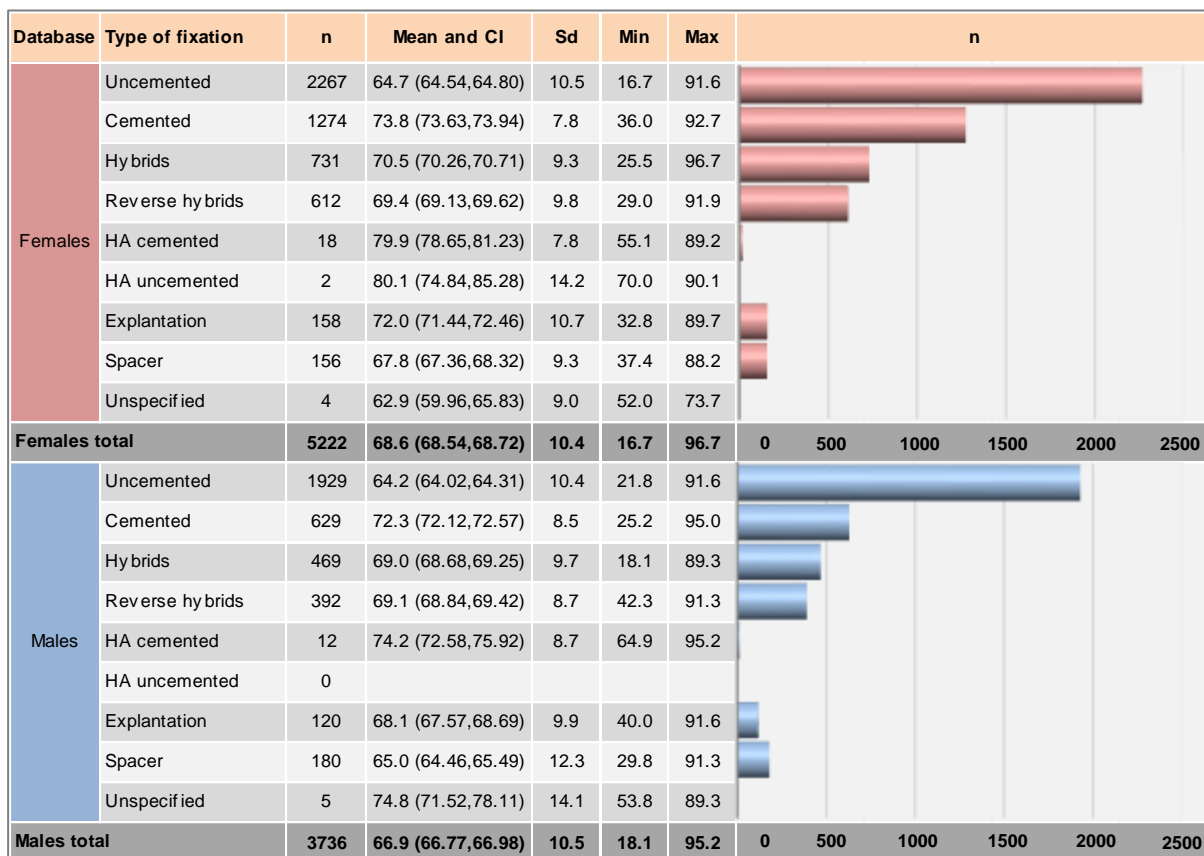 Database Type of fixation n Mean and CI Sd Min Max n
Uncemented 2267 64.7 (64.54,64.80) 10.5 16.7 91.6
Cemented 1274 73.8 (73.63,73.94) 7.8 36.0 92.7
Hybrids 731 70.5 (70.26,70.71) 9.3 25.5 96.7
Reverse hybrids 612 69.4 (69.13,69.62) 9.8 29.0 91.9
Females HA cemented 18 79.9 (78.65,81.23) 7.8 55.1 89.2
HA uncemented 2 80.1 (74.84,85.28) 14.2 70.0 90.1
Explantation 158 72.0 (71.44,72.46) 10.7 32.8 89.7
Spacer 156 67.8 (67.36,68.32) 9.3 37.4 88.2
Unspecified 4 62.9 (59.96,65.83) 9.0 52.0 73.7
Females total 5222 68.6 (68.54,68.72) 10.4 16.7 96.7 0 500 1000 1500 2000 2500
Uncemented 1929 64.2 (64.02,64.31) 10.4 21.8 91.6
Cemented 629 72.3 (72.12,72.57) 8.5 25.2 95.0
Hybrids 469 69.0 (68.68,69.25) 9.7 18.1 89.3
Reverse hybrids 392 69.1 (68.84,69.42) 8.7 42.3 91.3
Males HA cemented 12 74.2 (72.58,75.92) 8.7 64.9 95.2
HA uncemented 0
Explantation 120 68.1 (67.57,68.69) 9.9 40.0 91.6
Spacer 180 65.0 (64.46,65.49) 12.3 29.8 91.3
Unspecified 5 74.8 (71.52,78.11) 14.1 53.8 89.3
Males total 3736 66.9 (66.77,66.98) 10.5 18.1 95.2 0 500 1000 1500 2000 2500